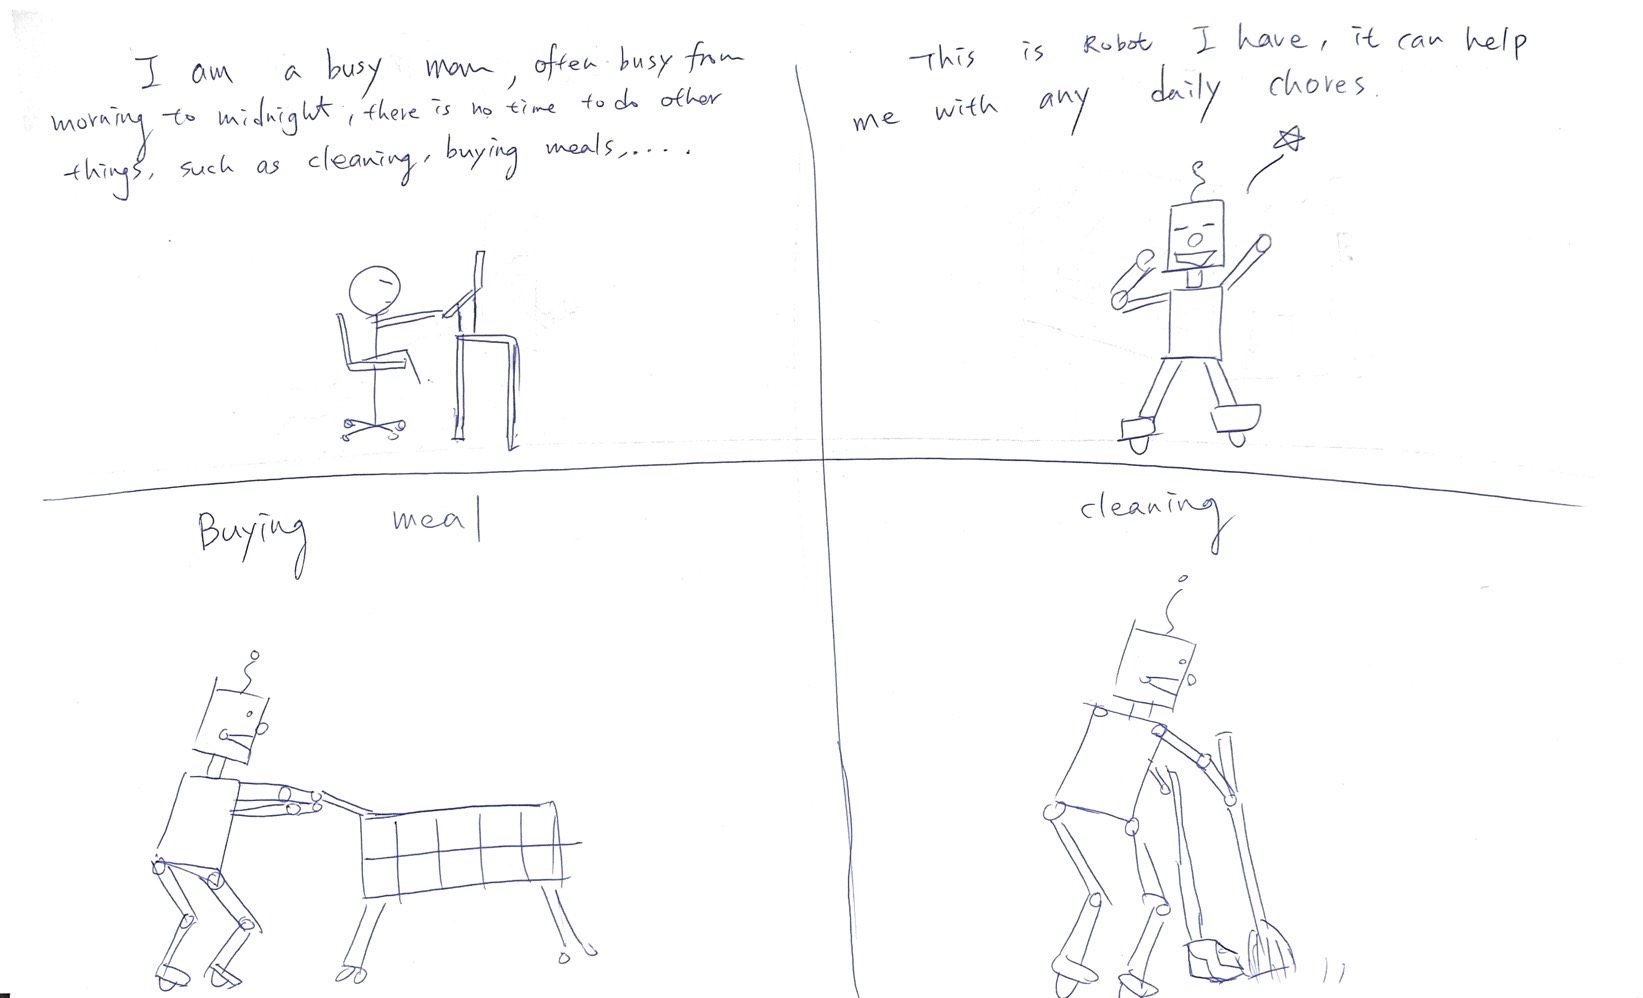 I am a busy man, often busy from
morning to midnight, there is no time to do other
things, such as cleaning, buying meals,....
This is Robot I have, it can help
me with any daily chores.
Buying meal
cleaning